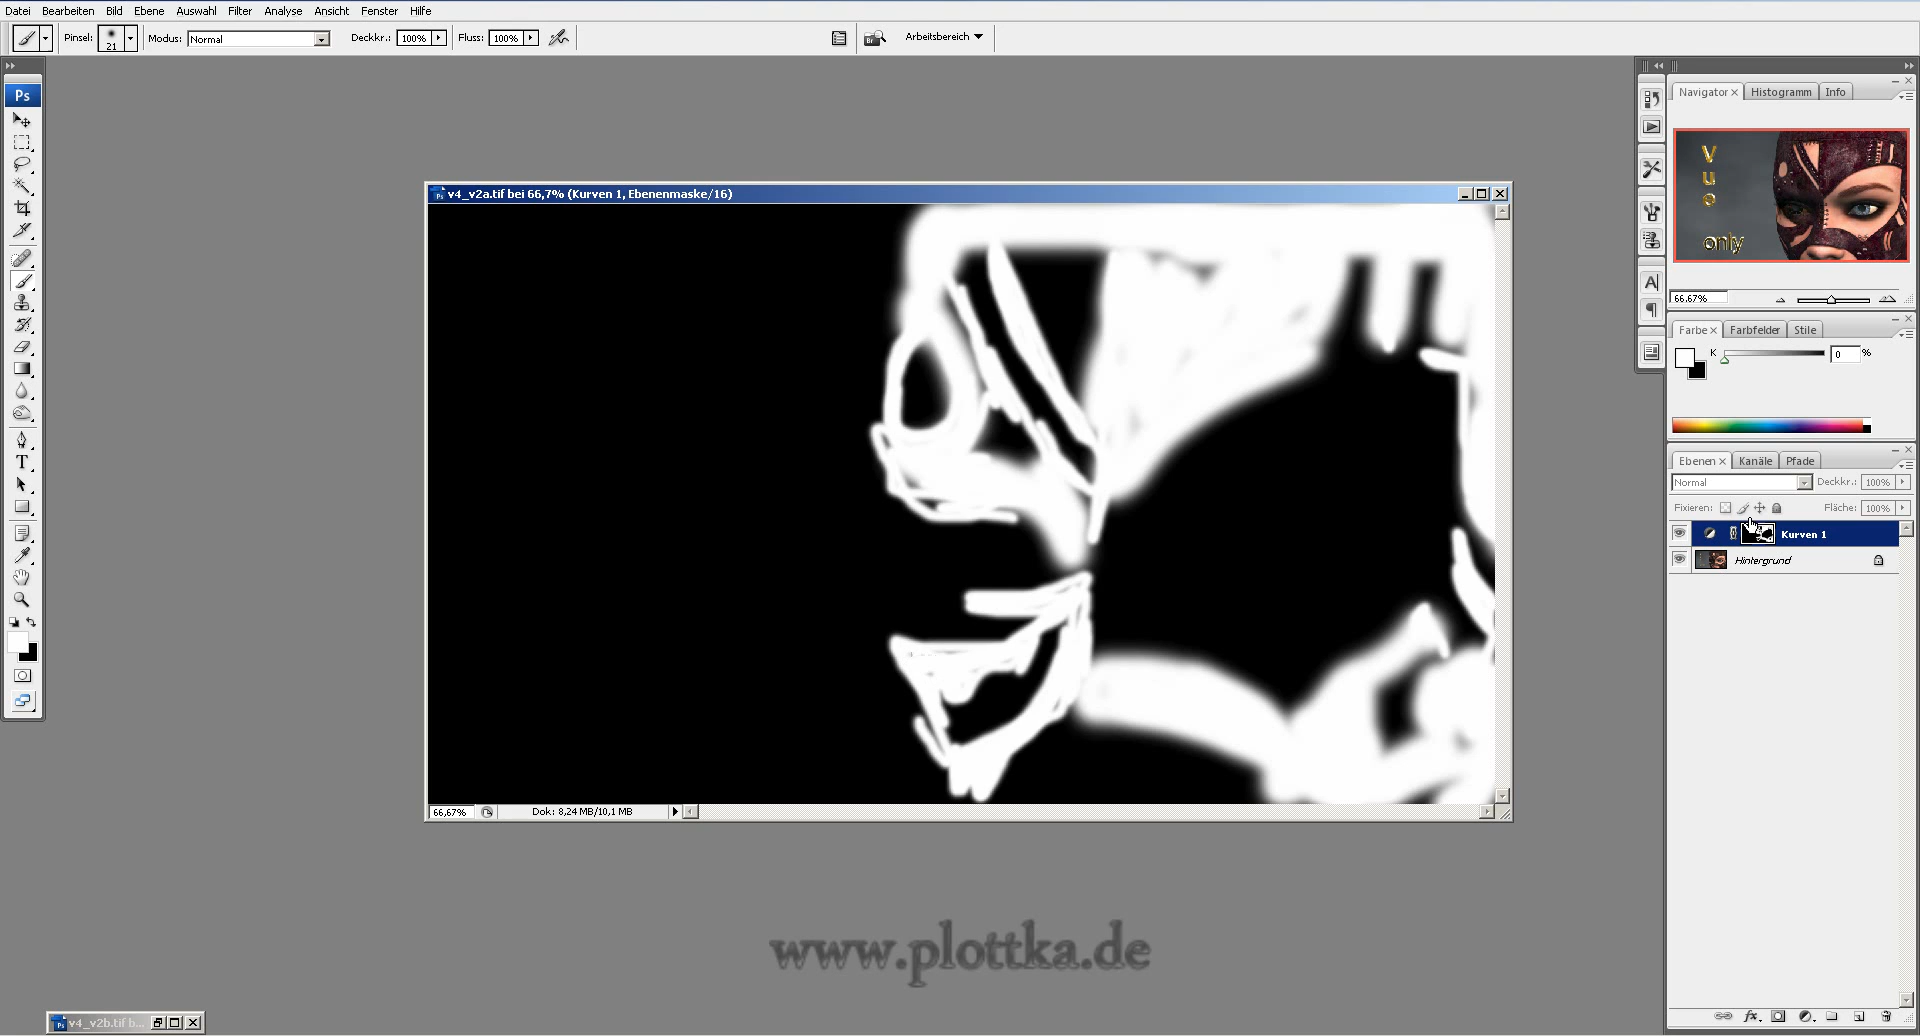 Datei Bearbeiten Bild Ebene Auswahl Filter Analyse Ansicht Fenster Hilfe
Pinsel: 21 Modus: Normal Deckkr.: 100% Fluss: 100% Br Arbeitsbereich
Ps
T
v4_v2a.tif bei 66,7% (Kurven 1, Ebenenmaske/16)
66,67% Dok: 8,24 MB/10,1 MB
Navigator Histogramm Info
V
u
e
only
66.67%
Farbe Farbfelder Stile
K 0 %
Ebenen Kanäle Pfade
Normal Deckkr.: 100%
Fixieren: Fläche: 100%
Kurven 1
Hintergrund
A
fx
www.plottka.de
v4_v2b.tif b...